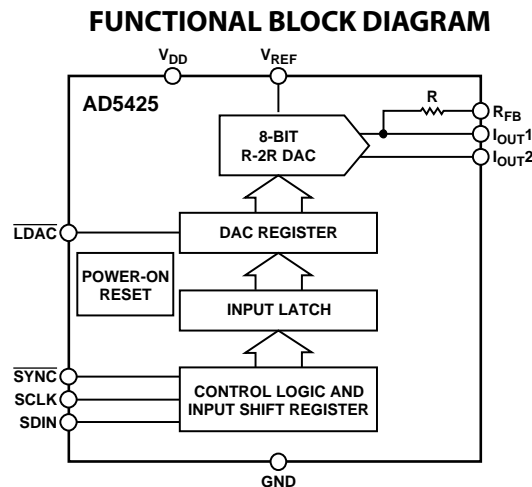 FUNCTIONAL BLOCK DIAGRAM
VDD
VREF
AD5425
R
RFB
8-BIT
R-2R DAC
IOUT1
IOUT2
LDAC
DAC REGISTER
POWER-ON
RESET
INPUT LATCH
SYNC
SCLK
SDIN
CONTROL LOGIC AND
INPUT SHIFT REGISTER
GND